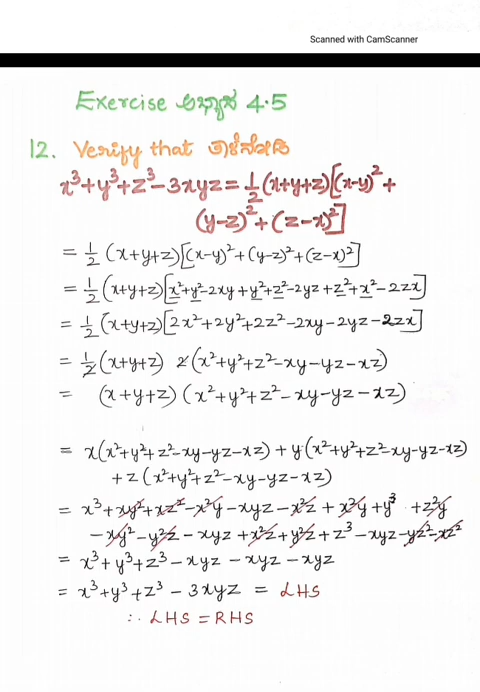 Scanned with CamScanner
Exercise ಅಭ್ಯಾಸ 4.5
12. Verify that ತಾಳೆನೋಡಿ
x³+y³+z³-3xyz=½(x+y+z)[(x-y)²+
(y-z)²+(z-x)²]
=½(x+y+z)[(x-y)²+(y-z)²+(z-x)²]
=½(x+y+z)[x²+y²-2xy+y²+z²-2yz+z²+x²-2zx]
=½(x+y+z)[2x²+2y²+2z²-2xy-2yz-2zx]
=½(x+y+z) 2(x²+y²+z²-xy-yz-xz)
= (x+y+z)(x²+y²+z²-xy-yz-xz)
=x(x²+y²+z²-xy-yz-xz)+y(x²+y²+z²-xy-yz-xz)
+z(x²+y²+z²-xy-yz-xz)
=x³+xy²+xz²-x²y-xyz-x²z+x²y+y³+z²y
-xy²-y²z-xyz+x²z+y²z+z³-xyz-yz²-xz²
=x³+y³+z³-xyz-xyz-xyz
=x³+y³+z³-3xyz = LHS
∴ LHS=RHS